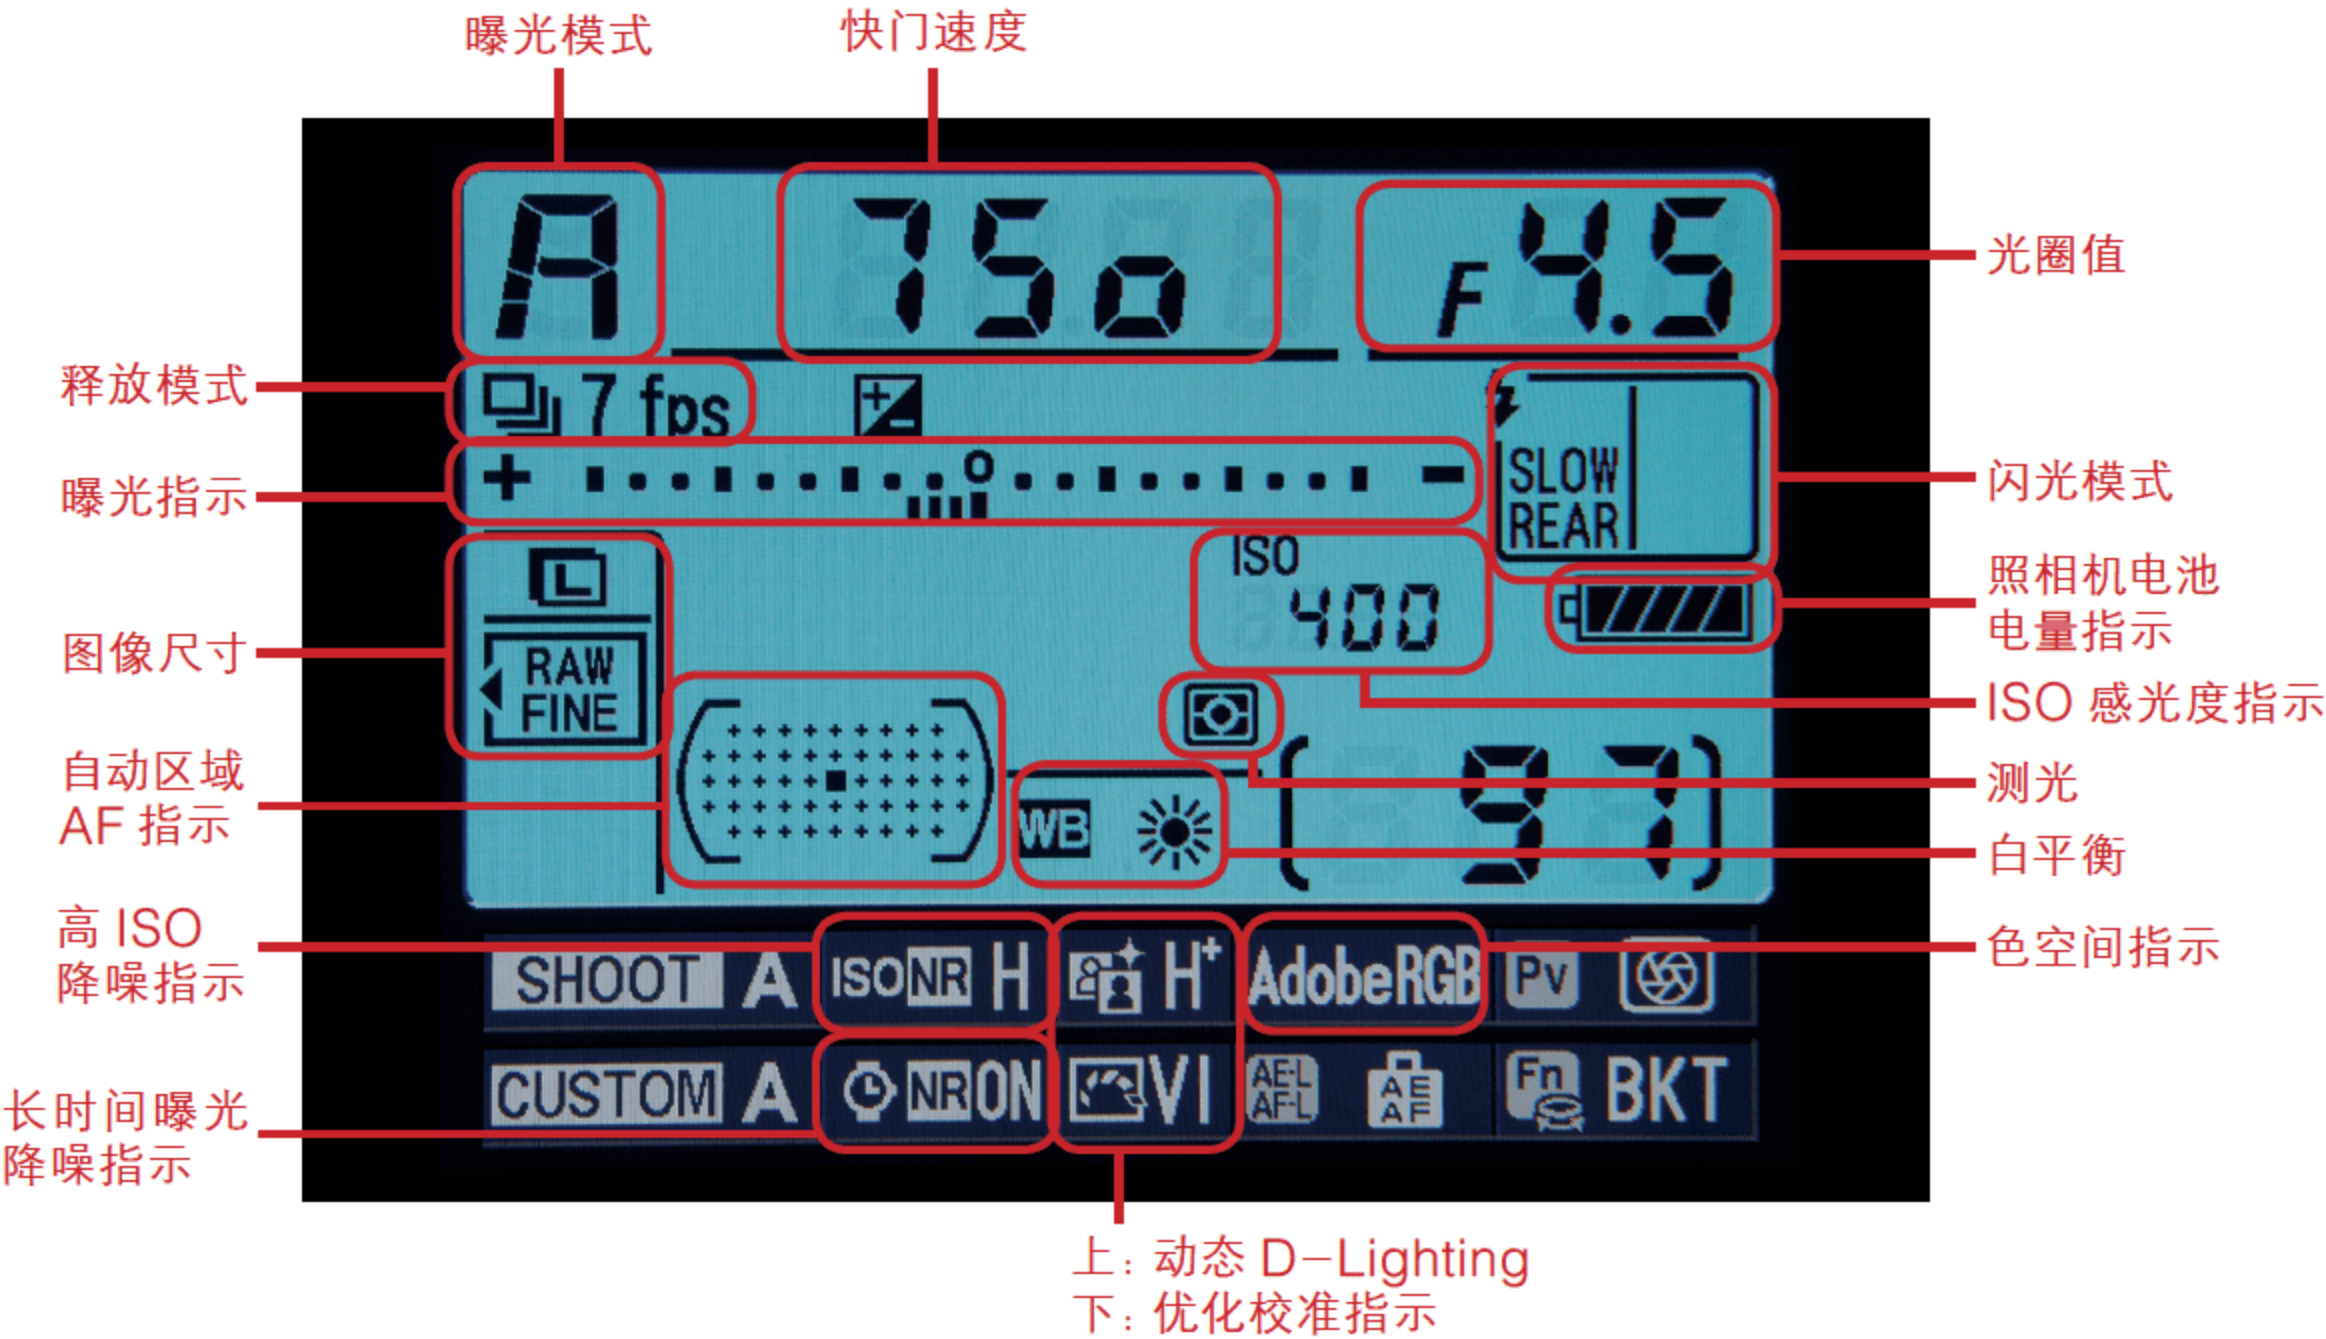 曝光模式
快门速度
A
750
F4.5
光圈值
释放模式
7 fps
曝光指示
+ 0 −
SLOW
REAR
闪光模式
L
RAW
FINE
图像尺寸
ISO
400
照相机电池
电量指示
ISO 感光度指示
自动区域
AF 指示
测光
WB
[97]
白平衡
高 ISO
降噪指示
SHOOT A
ISO NR H
H+
AdobeRGB
Pv
色空间指示
长时间曝光
降噪指示
CUSTOM A
NR ON
VI
AE-L
AF-L
AE
AF
Fn
BKT
上：动态 D-Lighting
下：优化校准指示